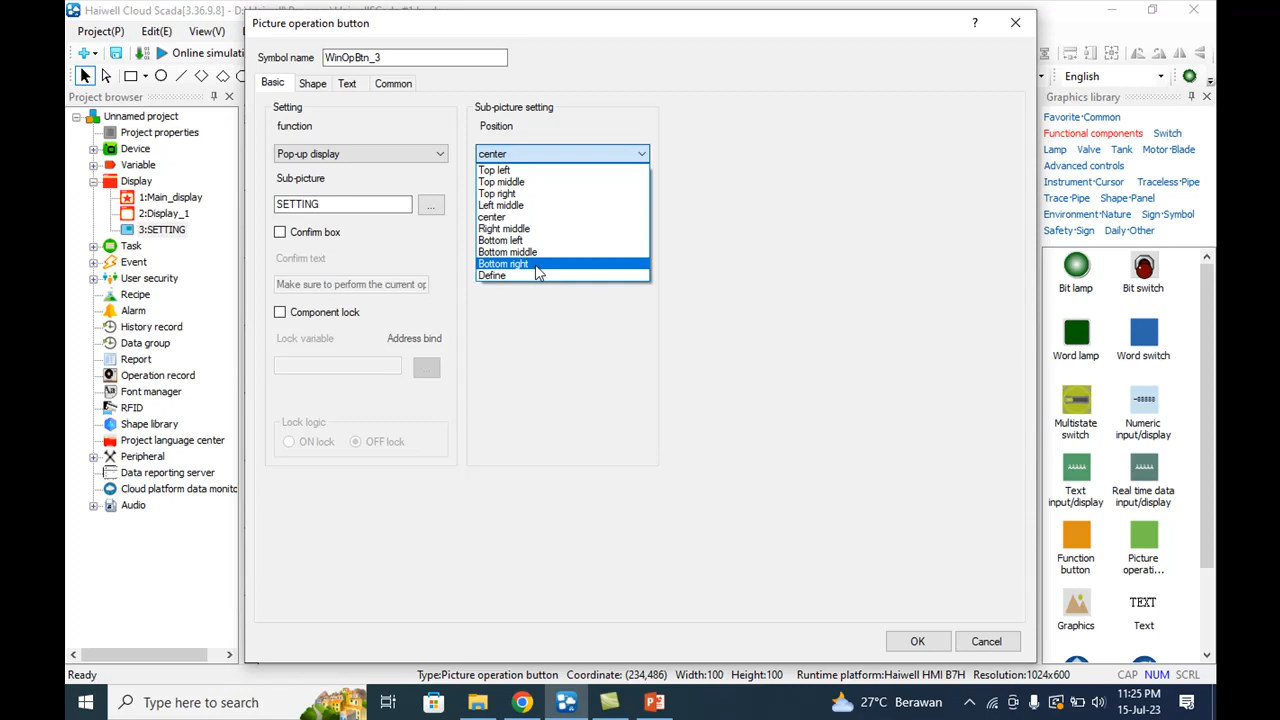 Haiwell Cloud Scada [3.36.9.8]
Project(P) Edit(E) View(V)
Online simulati
English
Project browser
Unnamed project
Project properties
Device
Variable
Display
1:Main_display
2:Display_1
3:SETTING
Task
Event
User security
Recipe
Alarm
History record
Data group
Report
Operation record
Font manager
RFID
Shape library
Project language center
Peripheral
Data reporting server
Cloud platform data monito
Audio
Picture operation button
?
Symbol name WinOpBtn_3
Basic Shape Text Common
Setting
function
Pop-up display
Sub-picture
SETTING ...
Confirm box
Confirm text
Make sure to perform the current op
Component lock
Lock variable Address bind
...
Lock logic
ON lock OFF lock
Sub-picture setting
Position
center
Top left
Top middle
Top right
Left middle
center
Right middle
Bottom left
Bottom middle
Bottom right
Define
OK Cancel
Graphics library
Favorite Common
Functional components Switch
Lamp Valve Tank Motor·Blade
Advanced controls
Instrument·Cursor Traceless·Pipe
Trace·Pipe Shape·Panel
Environment·Nature Sign·Symbol
Safety·Sign Daily·Other
Bit lamp Bit switch
Word lamp Word switch
Multistate switch Numeric input/display
Text input/display Real time data input/display
Function button Picture operati...
TEXT
Graphics Text
Ready Type:Picture operation button Coordinate: (234,486) Width:100 Height:100 Runtime platform:Haiwell HMI B7H Resolution:1024x600 CAP NUM SCRL
Type here to search
27°C Berawan
11:25 PM
15-Jul-23